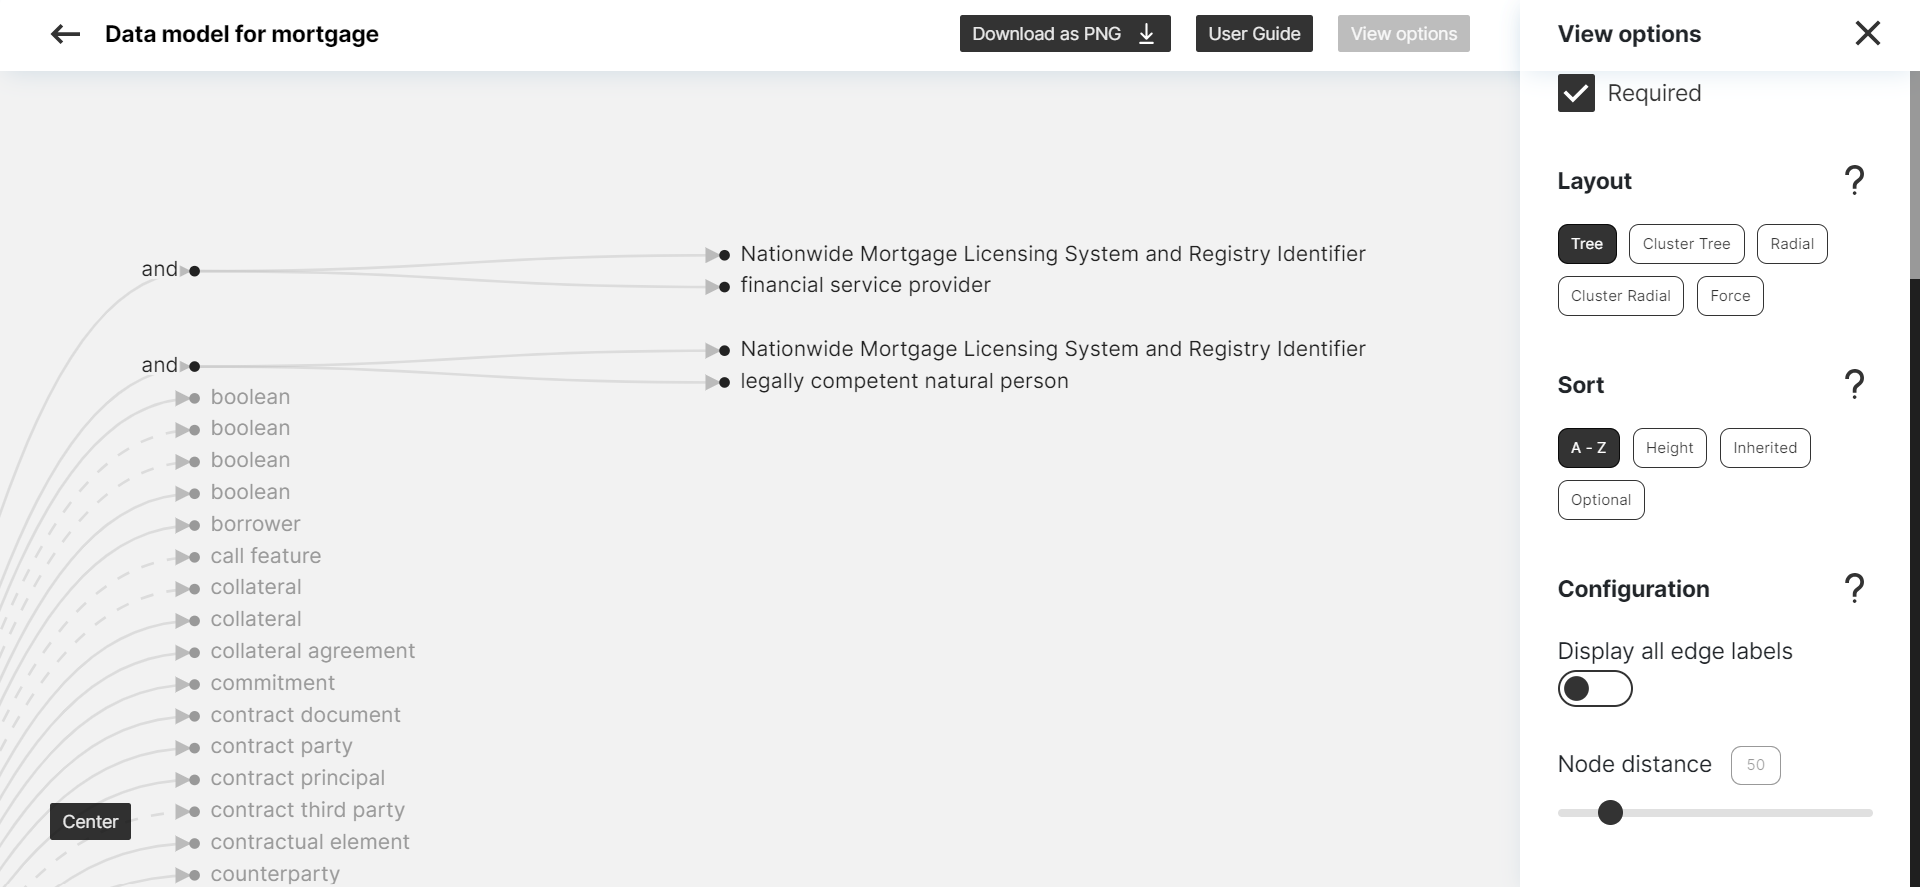 Data model for mortgage
Download as PNG
User Guide
View options
View options
Required
Layout
?
Tree
Cluster Tree
Radial
Cluster Radial
Force
Sort
?
A - Z
Height
Inherited
Optional
Configuration
?
Display all edge labels
Node distance
50
and
Nationwide Mortgage Licensing System and Registry Identifier
financial service provider
and
Nationwide Mortgage Licensing System and Registry Identifier
legally competent natural person
boolean
boolean
boolean
boolean
borrower
call feature
collateral
collateral
collateral agreement
commitment
contract document
contract party
contract principal
contract third party
contractual element
counterparty
Center